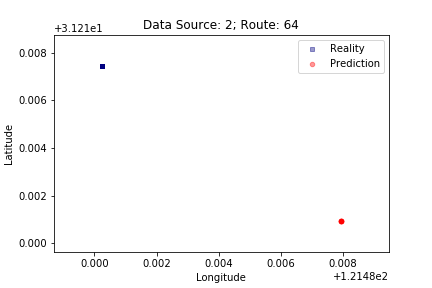 Data Source: 2; Route: 64
+3.121e1
Reality
Prediction
0.008
0.006
0.004
0.002
0.000
Latitude
0.000 0.002 0.004 0.006 0.008
Longitude
+1.2148e2